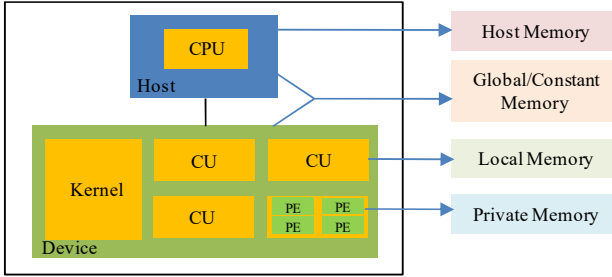 CPU
Host
Host Memory
Global/Constant
Memory
Kernel
CU
CU
Local Memory
CU
PE PE
PE PE
Private Memory
Device